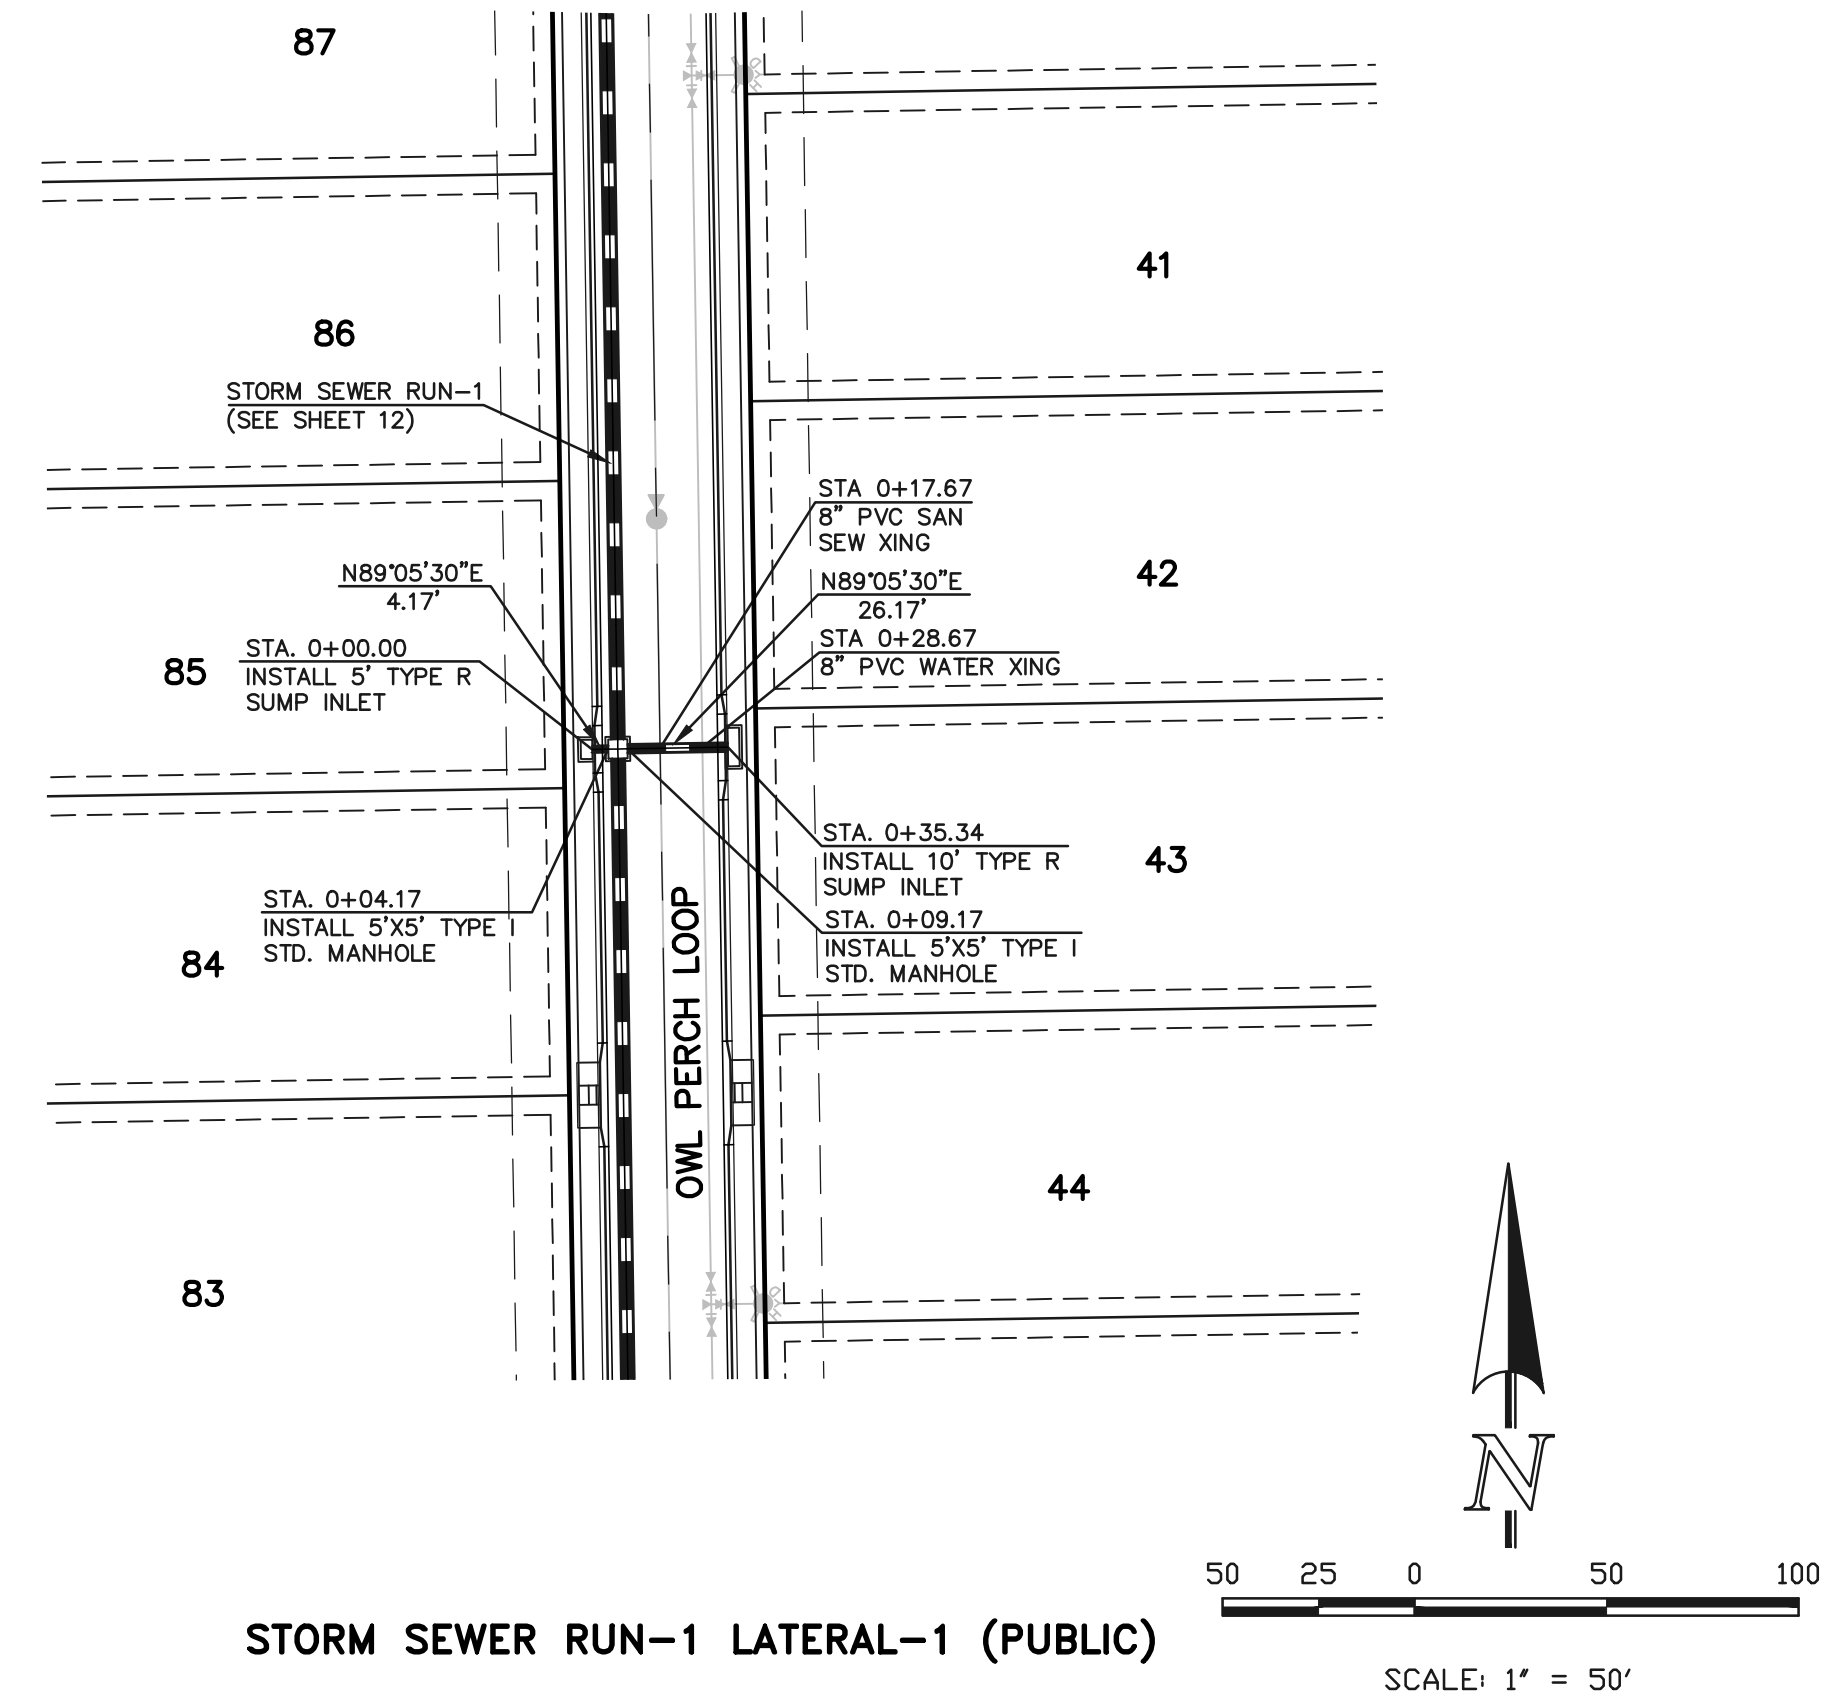 87
41
86
STORM SEWER RUN-1
(SEE SHEET 12)
STA 0+17.67
8" PVC SAN
SEW XING
N89°05'30"E
4.17'
N89°05'30"E
26.17'
42
STA. 0+00.00
INSTALL 5' TYPE R
SUMP INLET
85
STA 0+28.67
8" PVC WATER XING
STA. 0+35.34
INSTALL 10' TYPE R
SUMP INLET
43
STA. 0+04.17
INSTALL 5'X5' TYPE I
STD. MANHOLE
84
STA. 0+09.17
INSTALL 5'X5' TYPE I
STD. MANHOLE
OWL PERCH LOOP
44
83
N
50 25 0 50 100
STORM SEWER RUN-1 LATERAL-1 (PUBLIC)
SCALE: 1" = 50'